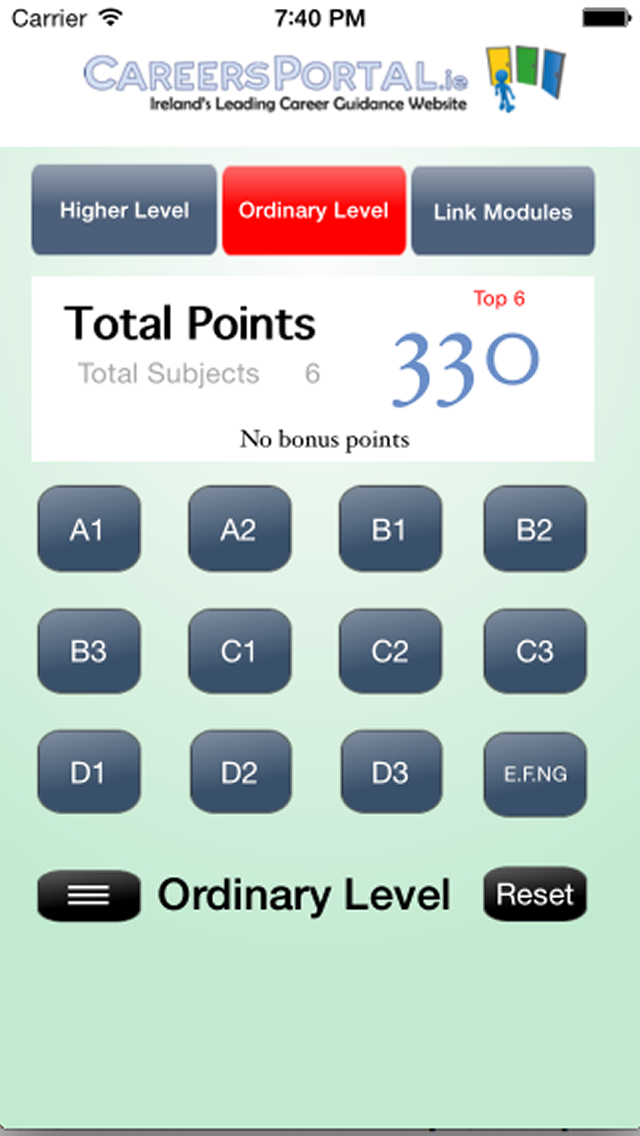 Carrier 7:40 PM
CAREERSPORTAL.ie
Ireland's Leading Career Guidance Website
Higher Level Ordinary Level Link Modules
Top 6
Total Points 330
Total Subjects 6
No bonus points
A1 A2 B1 B2
B3 C1 C2 C3
D1 D2 D3 E.F.NG
Ordinary Level Reset